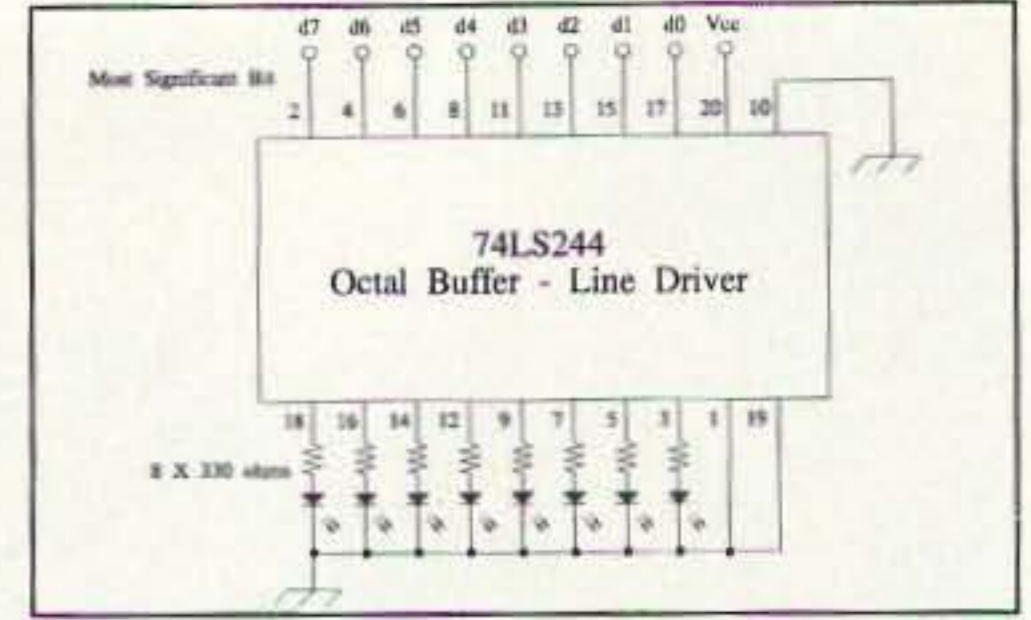 d7 d6 d5 d4 d3 d2 d1 d0 Vcc
Most Significant Bit
2 4 6 8 11 13 15 17 20 10
74LS244
Octal Buffer - Line Driver
18 16 14 12 9 7 5 3 1 19
8 X 330 ohms